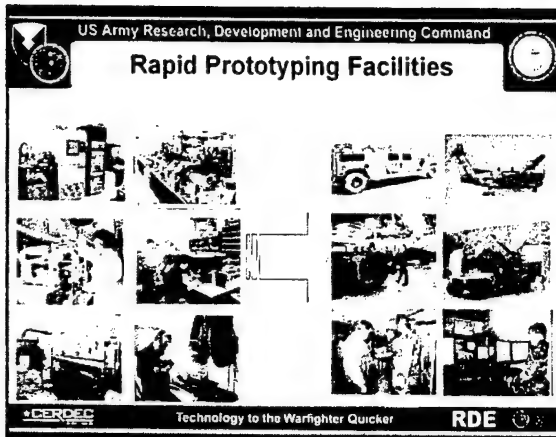 US Army Research, Development and Engineering Command
Rapid Prototyping Facilities
CERDEC
Technology to the Warfighter Quicker
RDE